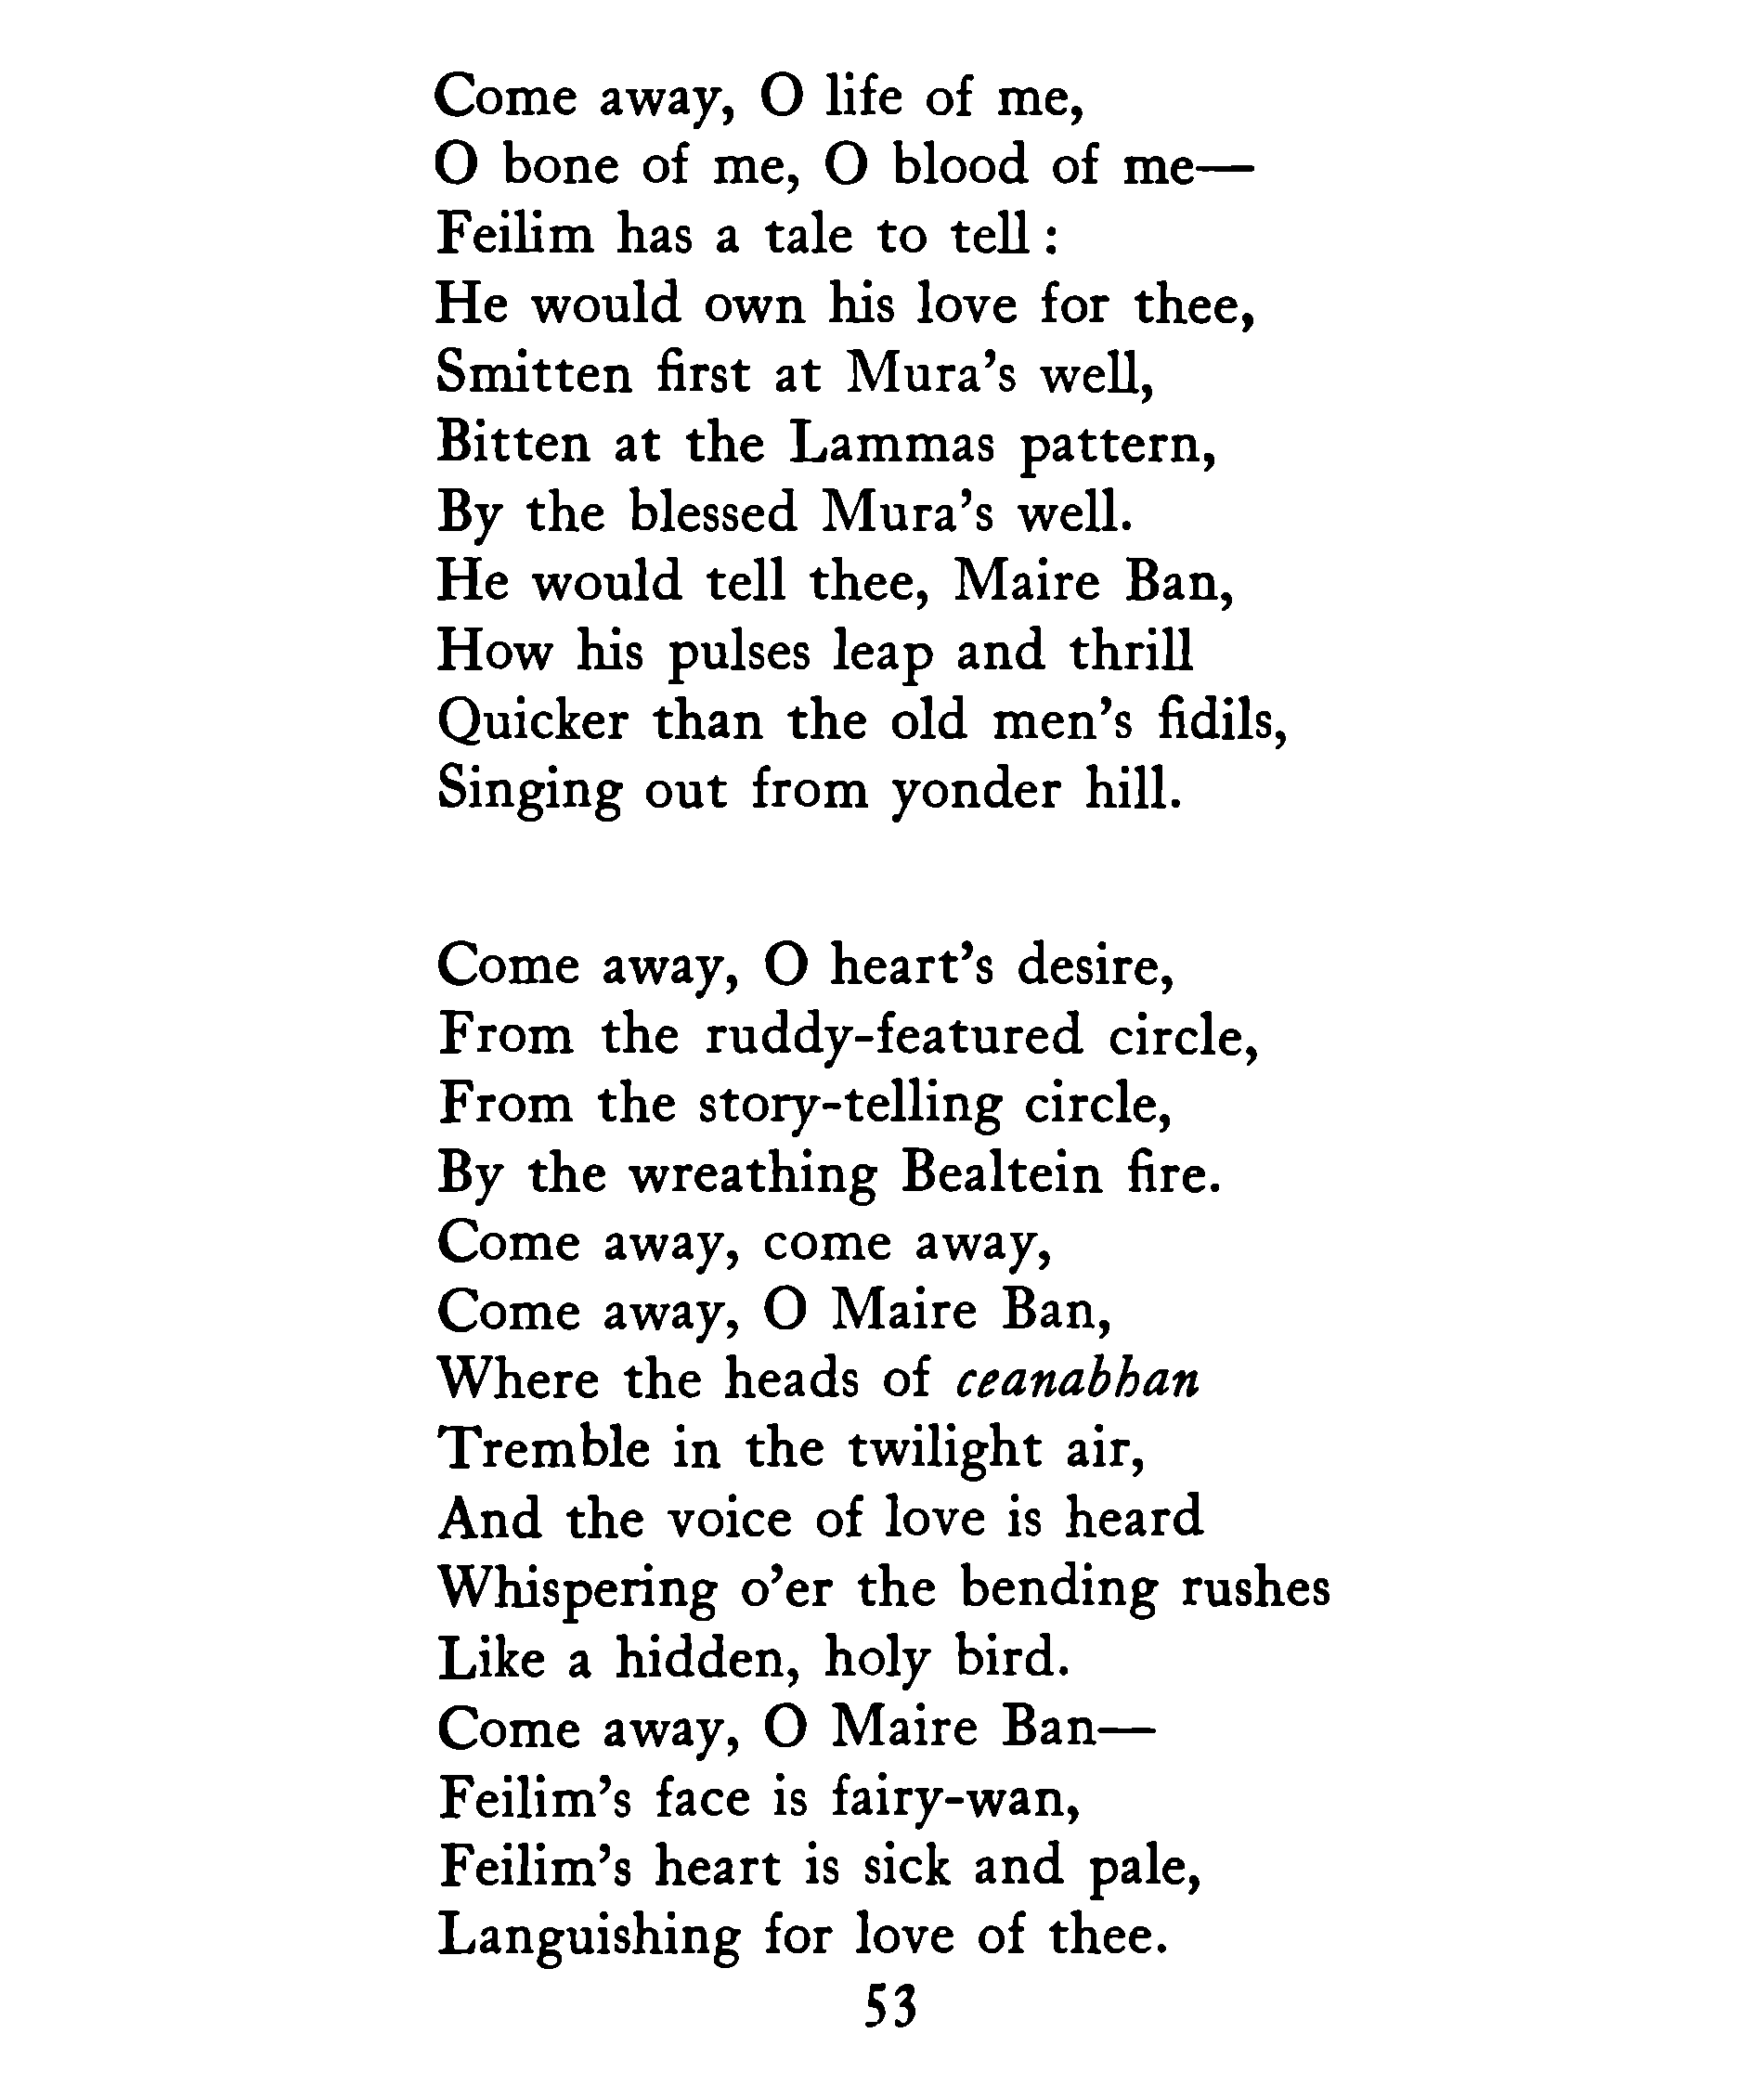 Come away, O life of me,
O bone of me, O blood of me—
Feilim has a tale to tell :
He would own his love for thee,
Smitten first at Mura’s well,
Bitten at the Lammas pattern,
By the blessed Mura’s well.
He would tell thee, Maire Ban,
How his pulses leap and thrill
Quicker than the old men’s fidils,
Singing out from yonder hill.
Come away, O heart’s desire,
From the ruddy-featured circle,
From the story-telling circle,
By the wreathing Bealtein fire.
Come away, come away,
Come away, O Maire Ban,
Where the heads of ceanabhan
Tremble in the twilight air,
And the voice of love is heard
Whispering o’er the bending rushes
Like a hidden, holy bird.
Come away, O Maire Ban—
Feilim’s face is fairy-wan,
Feilim’s heart is sick and pale,
Languishing for love of thee.
53